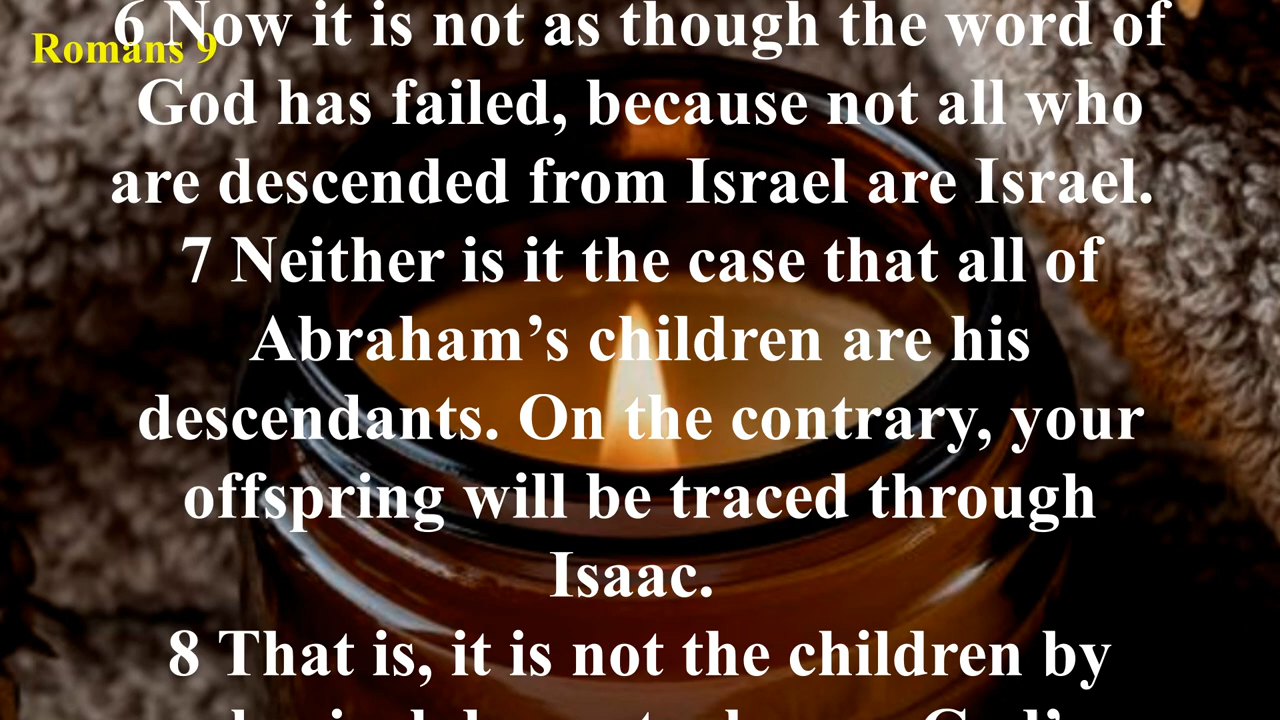 Romans 9
6 Now it is not as though the word of
God has failed, because not all who
are descended from Israel are Israel.
7 Neither is it the case that all of
Abraham’s children are his
descendants. On the contrary, your
offspring will be traced through
Isaac.
8 That is, it is not the children by